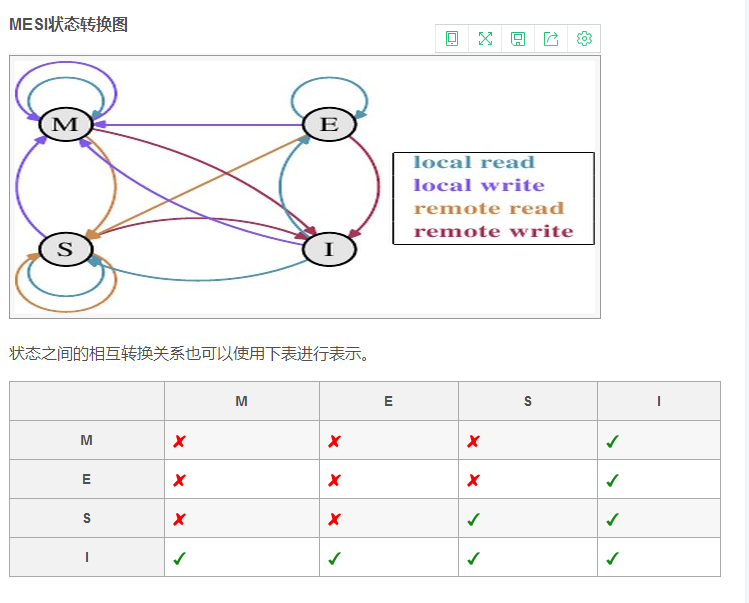 MESI状态转换图
M
E
S
I
local read
local write
remote read
remote write
状态之间的相互转换关系也可以使用下表进行表示。
M E S I
M ✘ ✘ ✘ ✓
E ✘ ✘ ✘ ✓
S ✘ ✘ ✓ ✓
I ✓ ✓ ✓ ✓